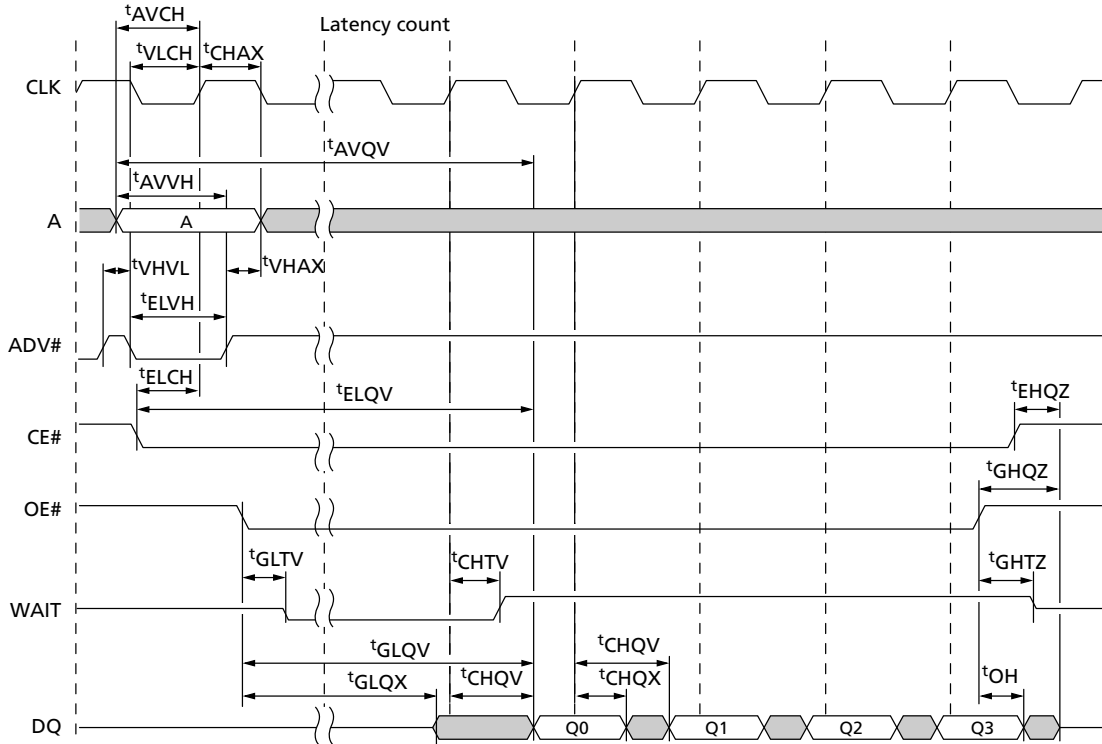 tAVCH
Latency count
tVLCH tCHAX
CLK
tAVQV
tAVVH
A A
tVHVL tVHAX
tELVH
ADV#
tELCH
tELQV
tEHQZ
CE#
tGHQZ
OE#
tGLTV tCHTV tGHTZ
WAIT
tGLQV tCHQV
tGLQX tCHQV tCHQX tOH
DQ Q0 Q1 Q2 Q3